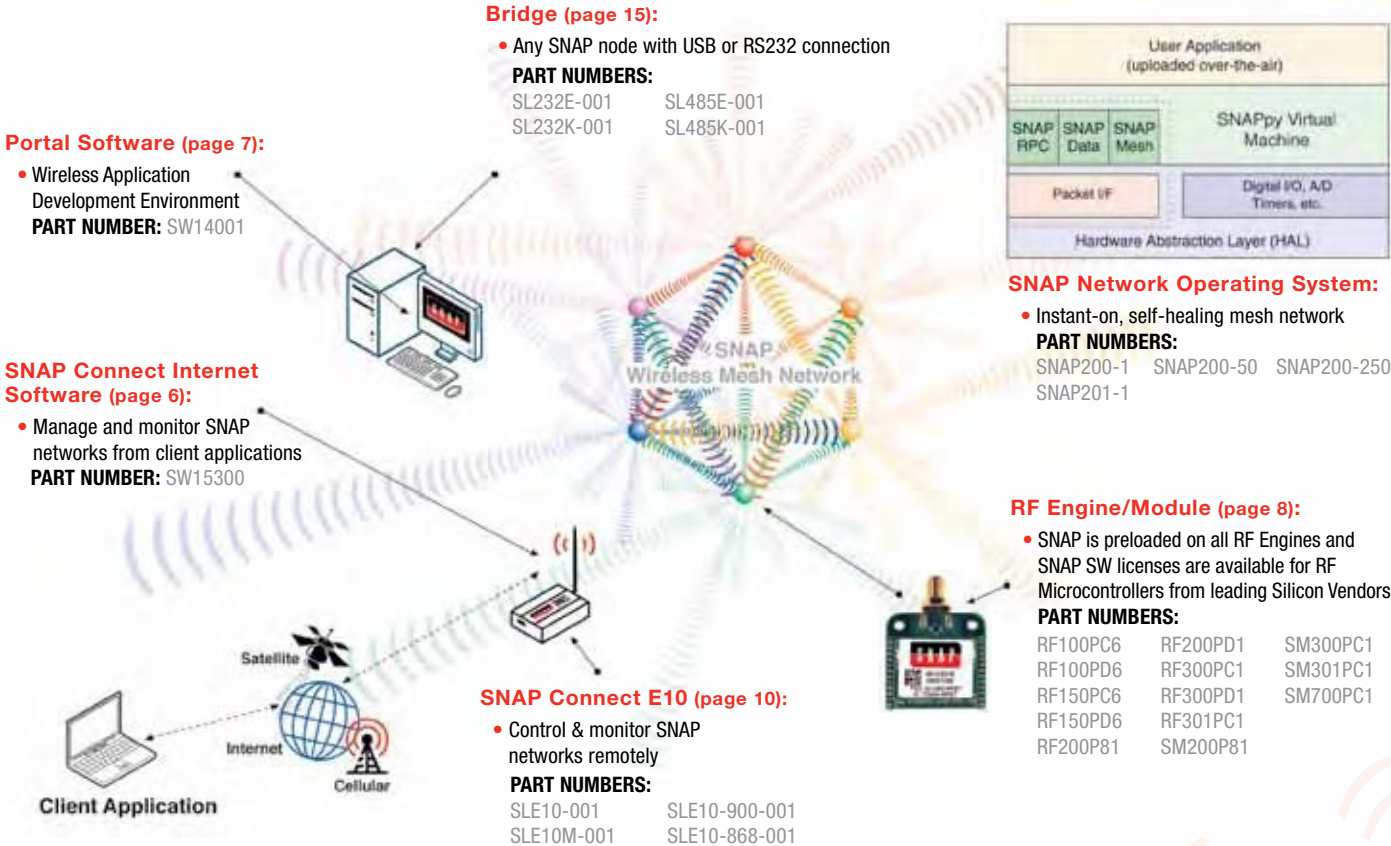 Bridge (page 15):
• Any SNAP node with USB or RS232 connection
PART NUMBERS:
SL232E-001 SL485E-001
SL232K-001 SL485K-001
Portal Software (page 7):
• Wireless Application
Development Environment
PART NUMBER: SW14001
SNAP Connect Internet
Software (page 6):
• Manage and monitor SNAP
networks from client applications
PART NUMBER: SW15300
SNAP
Wireless Mesh Network
User Application
(uploaded over-the-air)
SNAP RPC
SNAP Data
SNAP Mesh
SNAPpy Virtual
Machine
Packet I/F
Digital I/O, A/D
Timers, etc.
Hardware Abstraction Layer (HAL)
SNAP Network Operating System:
• Instant-on, self-healing mesh network
PART NUMBERS:
SNAP200-1 SNAP200-50 SNAP200-250
SNAP201-1
RF Engine/Module (page 8):
• SNAP is preloaded on all RF Engines and
SNAP SW licenses are available for RF
Microcontrollers from leading Silicon Vendors
PART NUMBERS:
RF100PC6 RF200PD1 SM300PC1
RF100PD6 RF300PC1 SM301PC1
RF150PC6 RF300PD1 SM700PC1
RF150PD6 RF301PC1
RF200P81 SM200P81
Satellite
Internet
Cellular
Client Application
SNAP Connect E10 (page 10):
• Control & monitor SNAP
networks remotely
PART NUMBERS:
SLE10-001 SLE10-900-001
SLE10M-001 SLE10-868-001